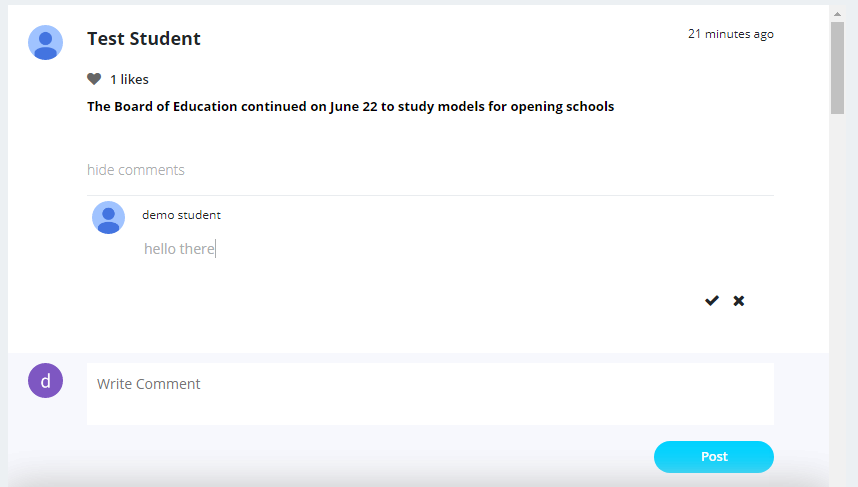 Test Student
21 minutes ago
1 likes
The Board of Education continued on June 22 to study models for opening schools
hide comments
demo student
hello there
d
Write Comment
Post